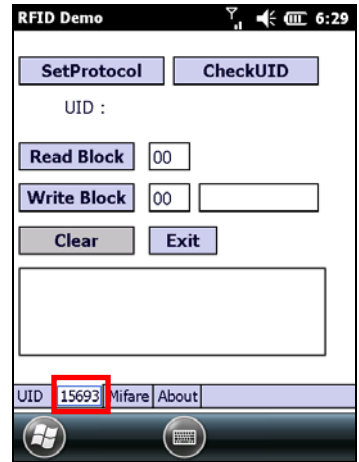 RFID Demo 6:29
SetProtocol CheckUID
UID :
Read Block 00
Write Block 00
Clear Exit
UID 15693 Mifare About